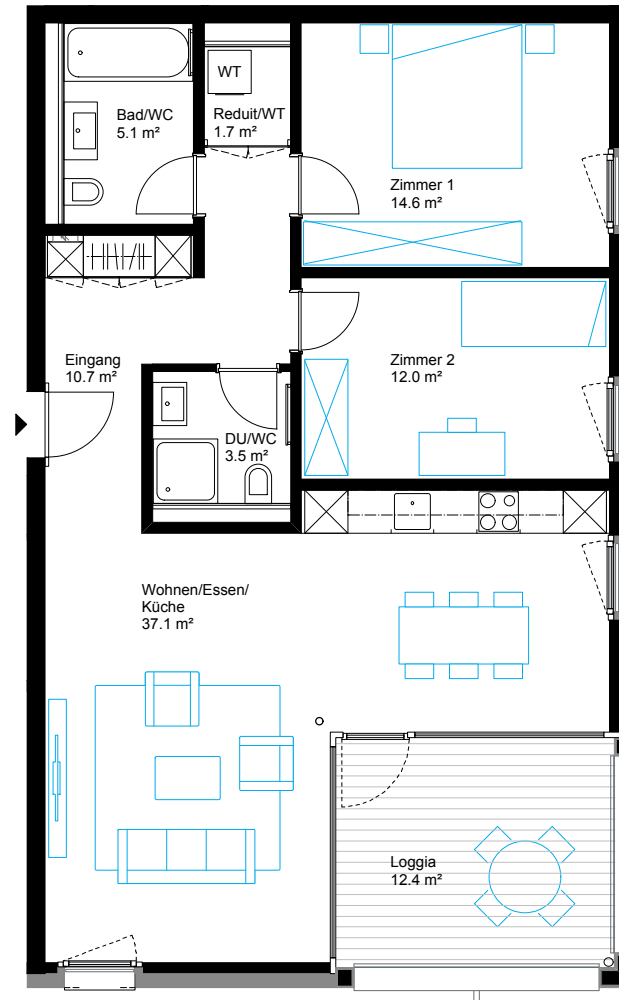 WT
Bad/WC
5.1 m²
Reduit/WT
1.7 m²
Zimmer 1
14.6 m²
Eingang
10.7 m²
Zimmer 2
12.0 m²
DU/WC
3.5 m²
Wohnen/Essen/
Küche
37.1 m²
Loggia
12.4 m²